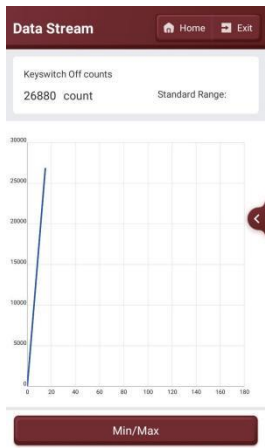 Data Stream
Home
Exit
Keyswitch Off counts
26880 count
Standard Range:
30000
25000
20000
15000
10000
5000
0
0 20 40 60 80 100 120 140 160 180
Min/Max